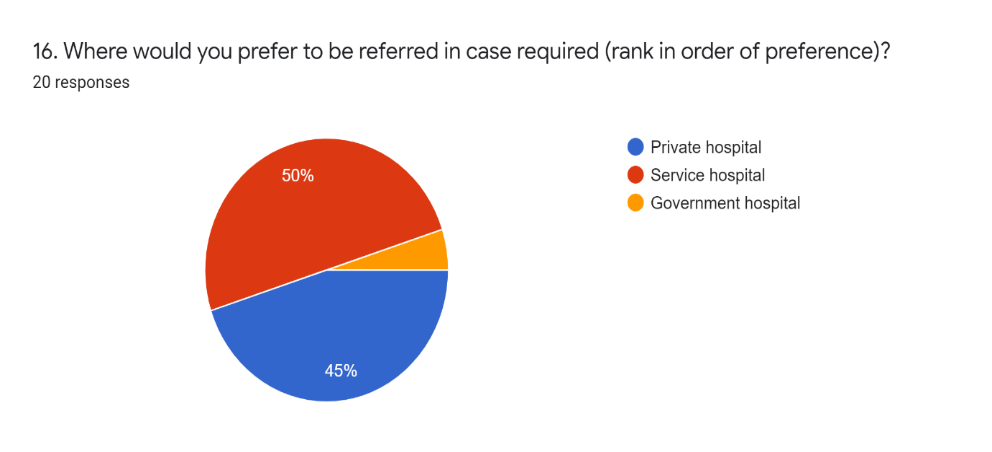 16. Where would you prefer to be referred in case required (rank in order of preference)?
20 responses
Private hospital
Service hospital
Government hospital
50%
45%